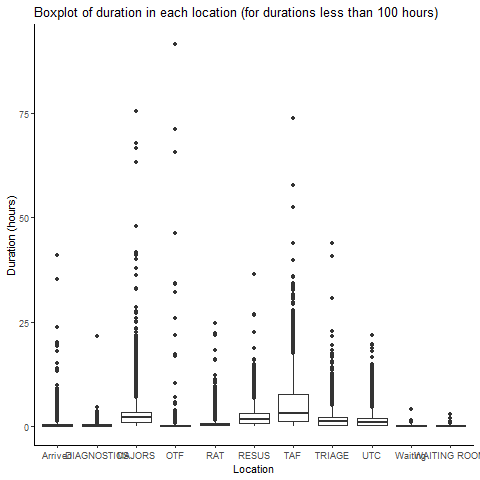 Boxplot of duration in each location (for durations less than 100 hours)
75
50
25
0
Duration (hours)
Arrived DIAGNOSTICS MAJORS OTF RAT RESUS TAF TRIAGE UTC Waiting WAITING ROOM
Location